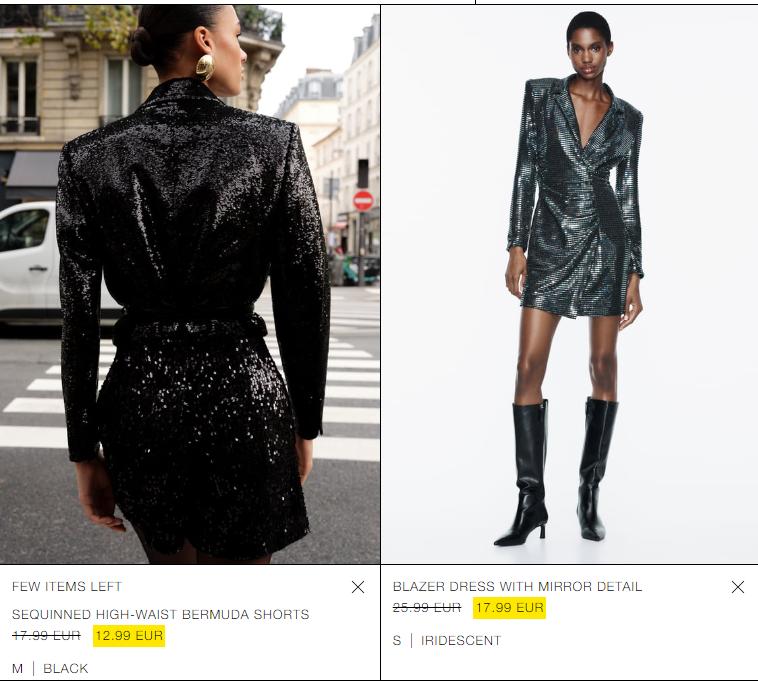 FEW ITEMS LEFT
SEQUINNED HIGH-WAIST BERMUDA SHORTS
17.99 EUR 12.99 EUR
M | BLACK
BLAZER DRESS WITH MIRROR DETAIL
25.99 EUR 17.99 EUR
S | IRIDESCENT